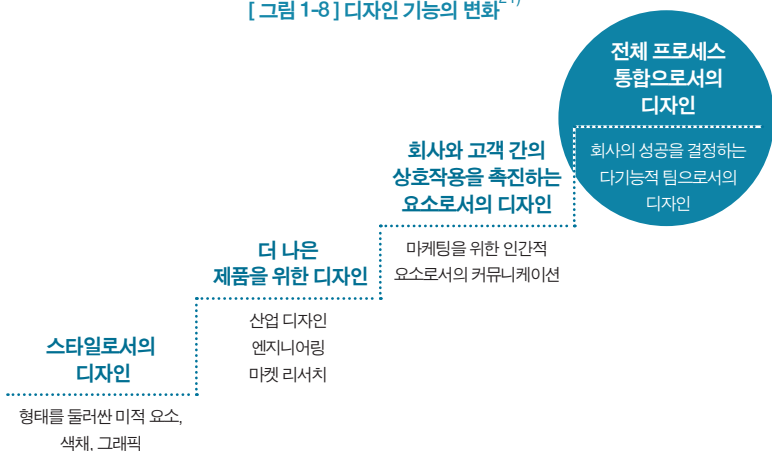 [ 그림 1-8 ] 디자인 기능의 변화
전체 프로세스
통합으로서의
디자인
회사의 성공을 결정하는
다기능적 팀으로서의
디자인
회사와 고객 간의
상호작용을 촉진하는
요소로서의 디자인
마케팅을 위한 인간적
요소로서의 커뮤니케이션
더 나은
제품을 위한 디자인
산업 디자인
엔지니어링
마켓 리서치
스타일로서의
디자인
형태를 둘러싼 미적 요소,
색채, 그래픽